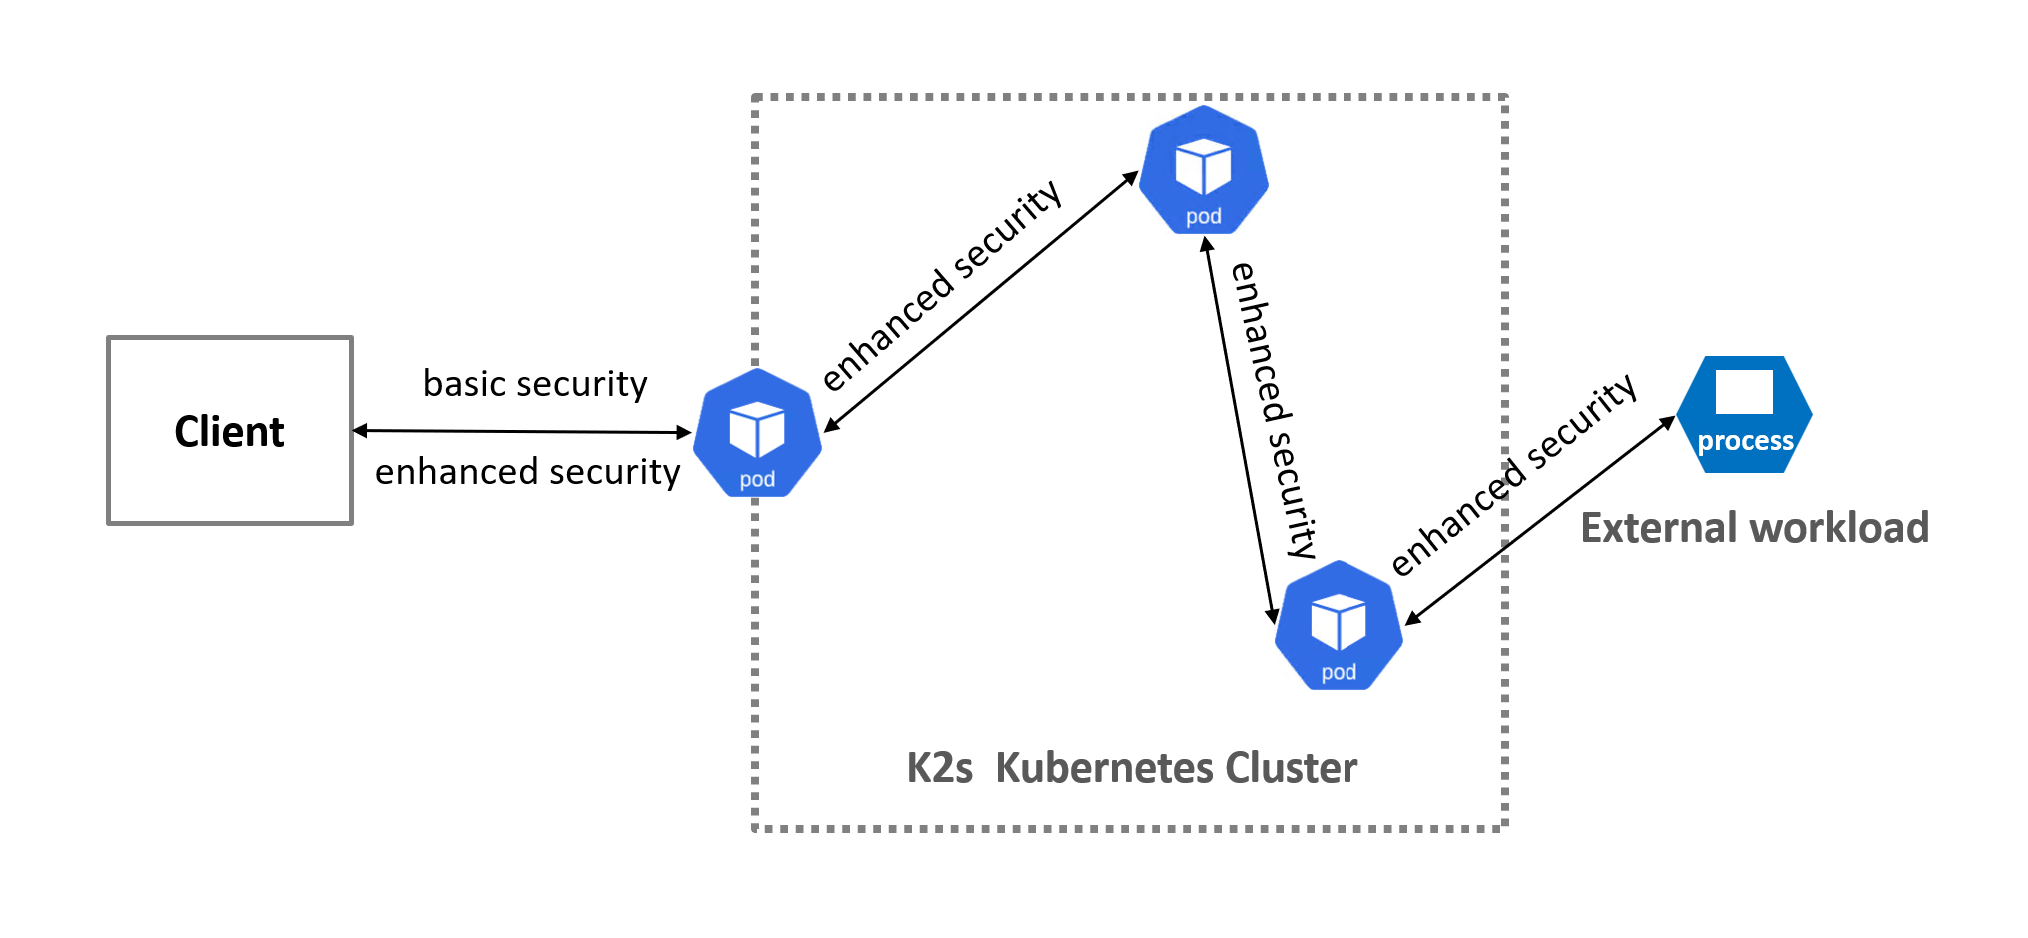 pod
enhanced security
enhanced security
Client
basic security
enhanced security
pod
enhanced security
process
External workload
pod
K2s Kubernetes Cluster